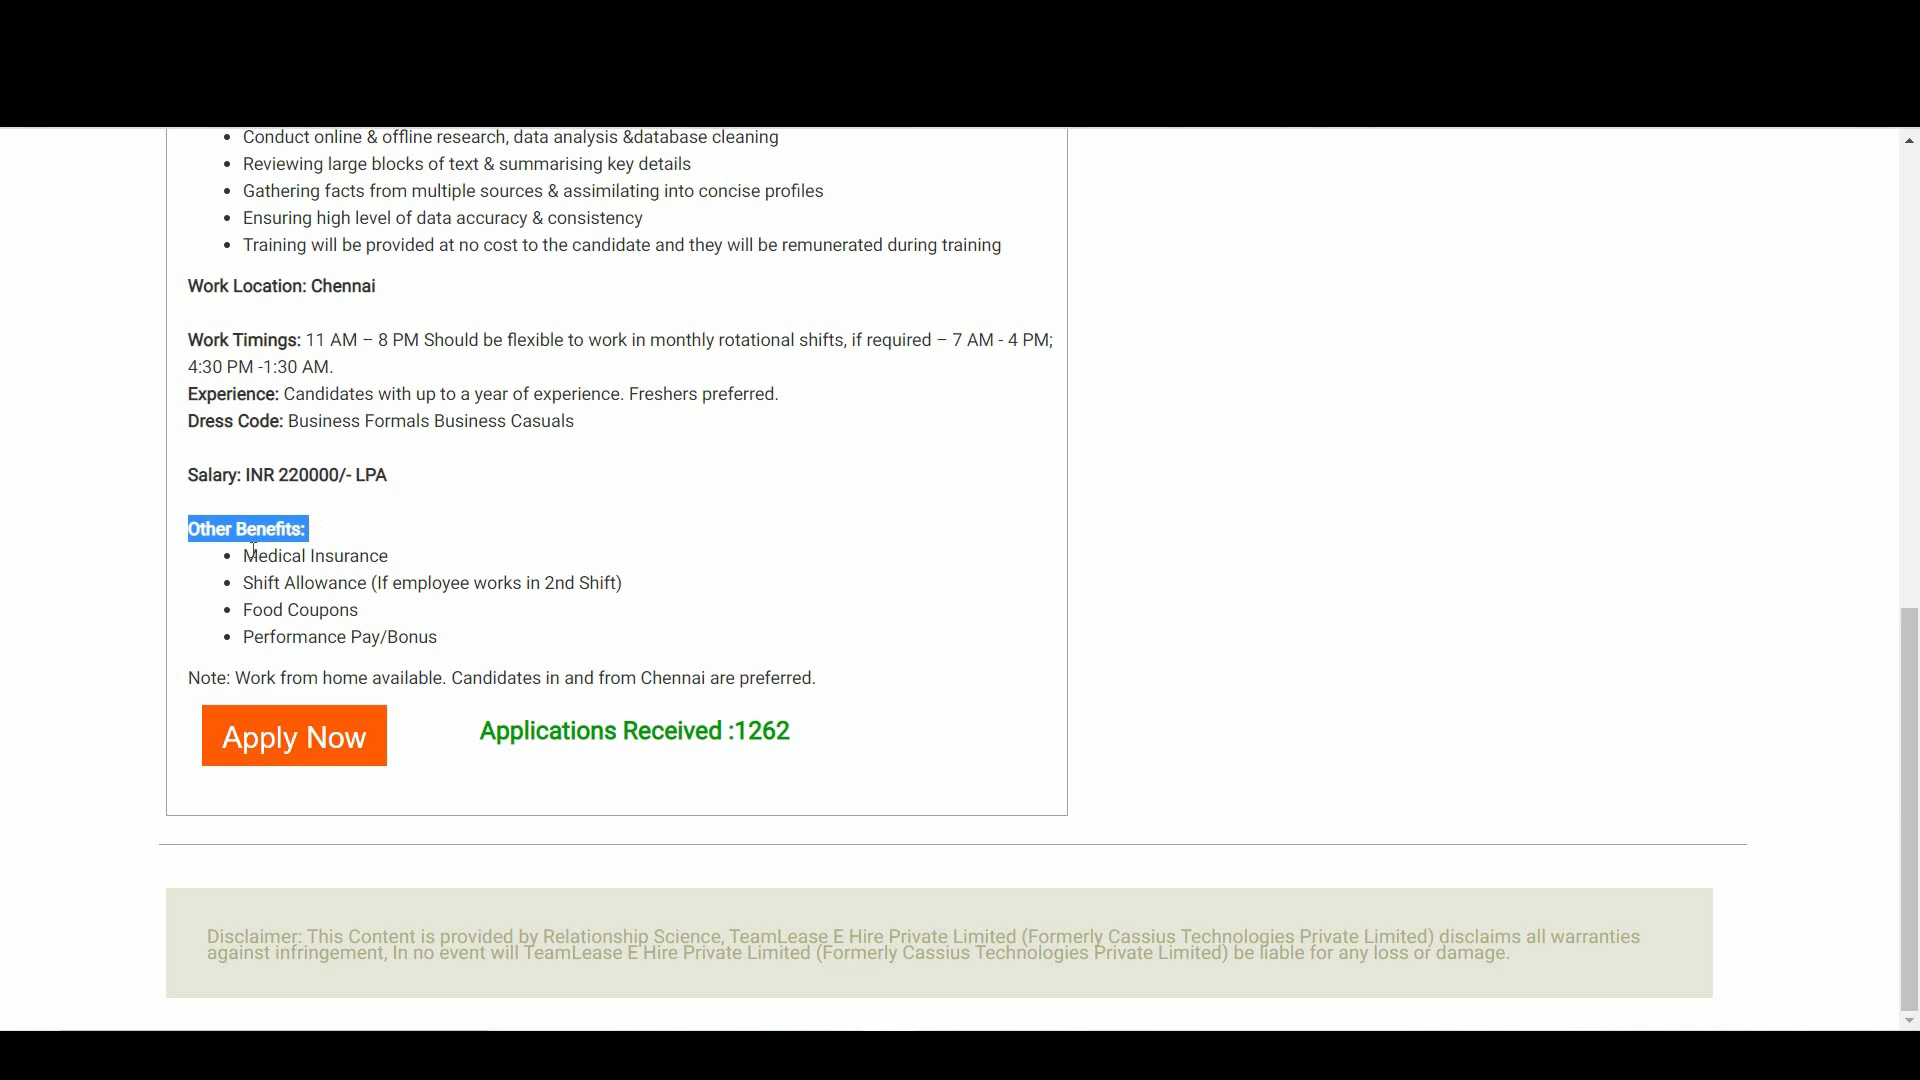 Conduct online & offline research, data analysis &database cleaning
Reviewing large blocks of text & summarising key details
Gathering facts from multiple sources & assimilating into concise profiles
Ensuring high level of data accuracy & consistency
Training will be provided at no cost to the candidate and they will be remunerated during training
Work Location: Chennai
Work Timings: 11 AM – 8 PM Should be flexible to work in monthly rotational shifts, if required – 7 AM - 4 PM;
4:30 PM -1:30 AM.
Experience: Candidates with up to a year of experience. Freshers preferred.
Dress Code: Business Formals Business Casuals
Salary: INR 220000/- LPA
Other Benefits:
Medical Insurance
Shift Allowance (If employee works in 2nd Shift)
Food Coupons
Performance Pay/Bonus
Note: Work from home available. Candidates in and from Chennai are preferred.
Apply Now
Applications Received :1262
Disclaimer: This Content is provided by Relationship Science, TeamLease E Hire Private Limited (Formerly Cassius Technologies Private Limited) disclaims all warranties
against infringement, In no event will TeamLease E Hire Private Limited (Formerly Cassius Technologies Private Limited) be liable for any loss or damage.